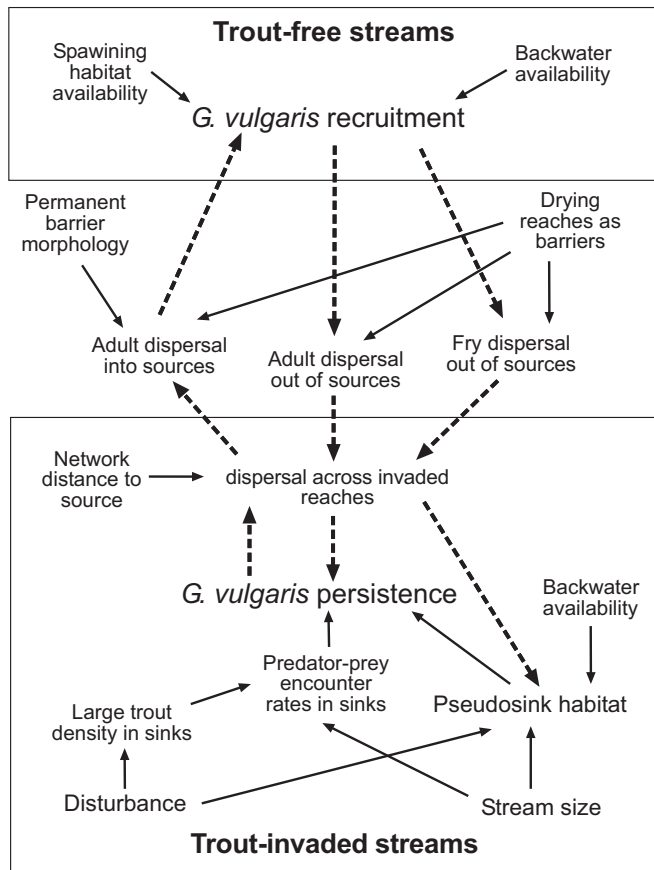 Trout-free streams
Spawining
habitat
availability
Backwater
availability
G. vulgaris recruitment
Permanent
barrier
morphology
Drying
reaches as
barriers
Adult dispersal
into sources
Adult dispersal
out of sources
Fry dispersal
out of sources
Network
distance to
source
dispersal across invaded
reaches
G. vulgaris persistence
Backwater
availability
Predator-prey
encounter
rates in sinks
Large trout
density in sinks
Pseudosink habitat
Disturbance
Stream size
Trout-invaded streams